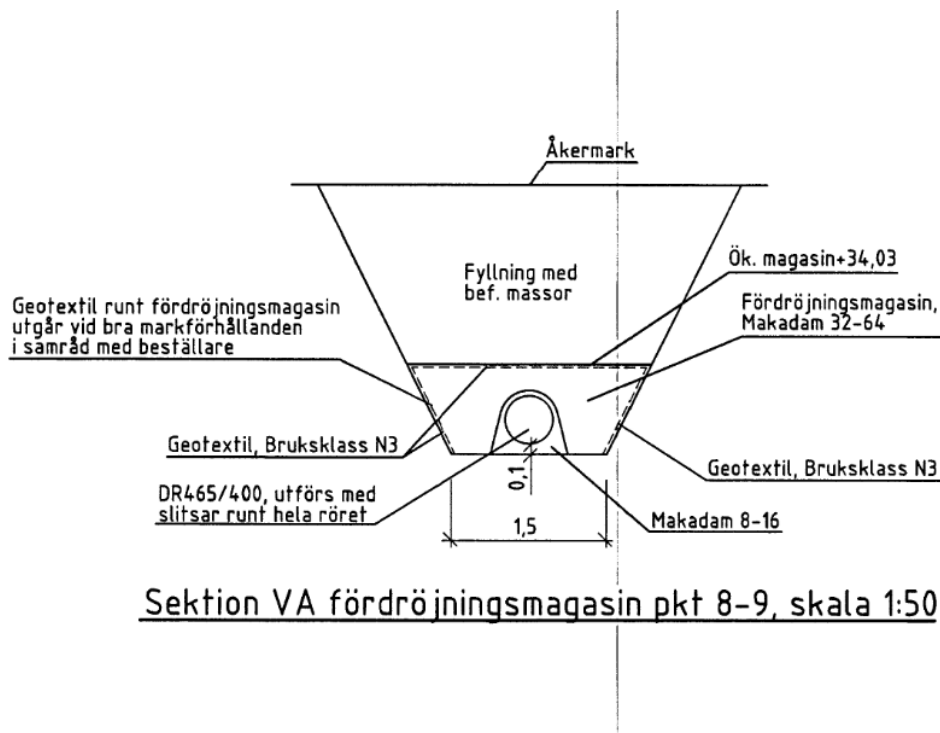 Åkermark
Ök. magasin+34,03
Fyllning med
bef. massor
Fördröjningsmagasin,
Makadam 32-64
Geotextil runt fördröjningsmagasin
utgår vid bra markförhållanden
i samråd med beställare
Geotextil, Bruksklass N3
Geotextil, Bruksklass N3
DR465/400, utförs med
slitsar runt hela röret
0,1
Makadam 8-16
1,5
Sektion VA fördröjningsmagasin pkt 8-9, skala 1:50